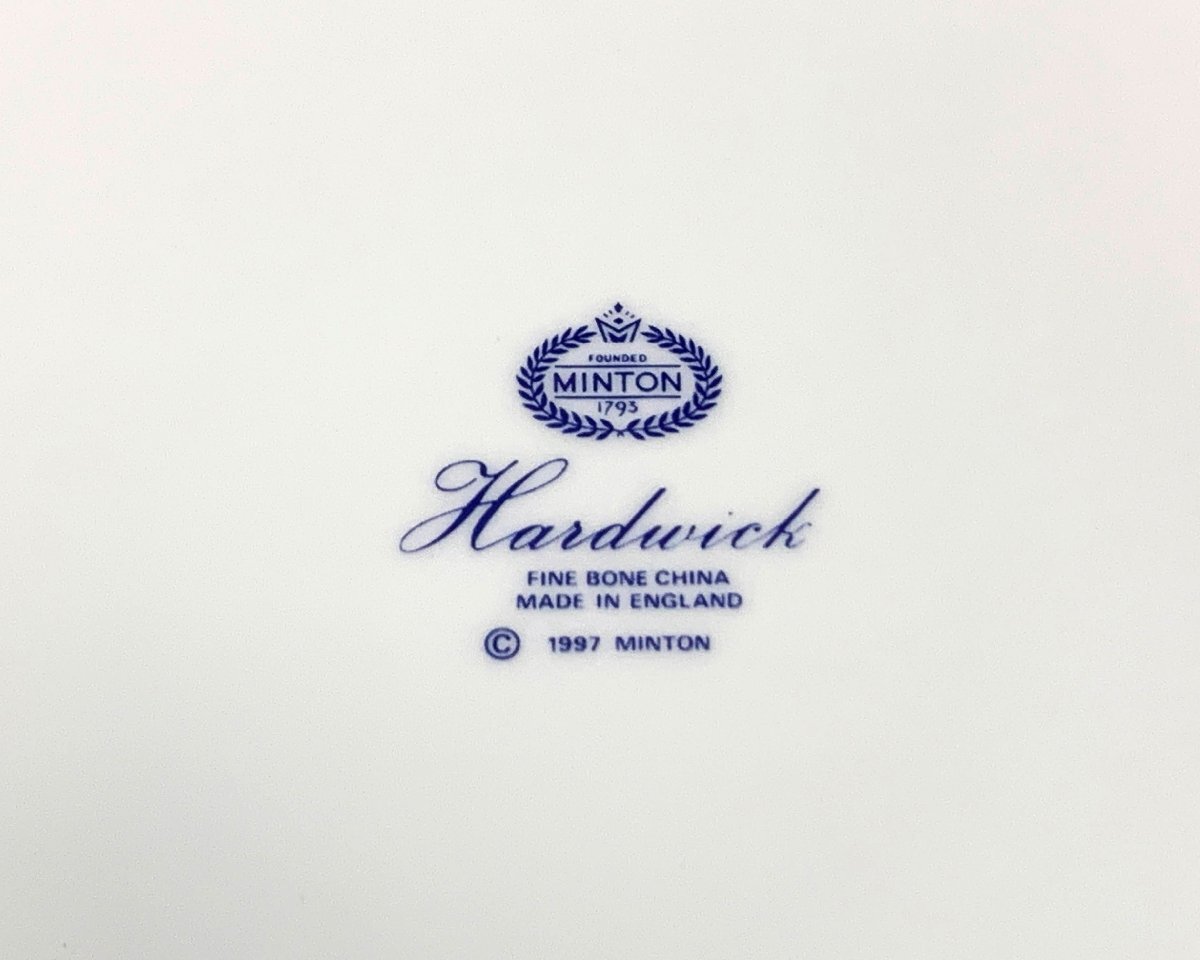 FOUNDED
MINTON
1793
Hardwick
FINE BONE CHINA
MADE IN ENGLAND
© 1997 MINTON